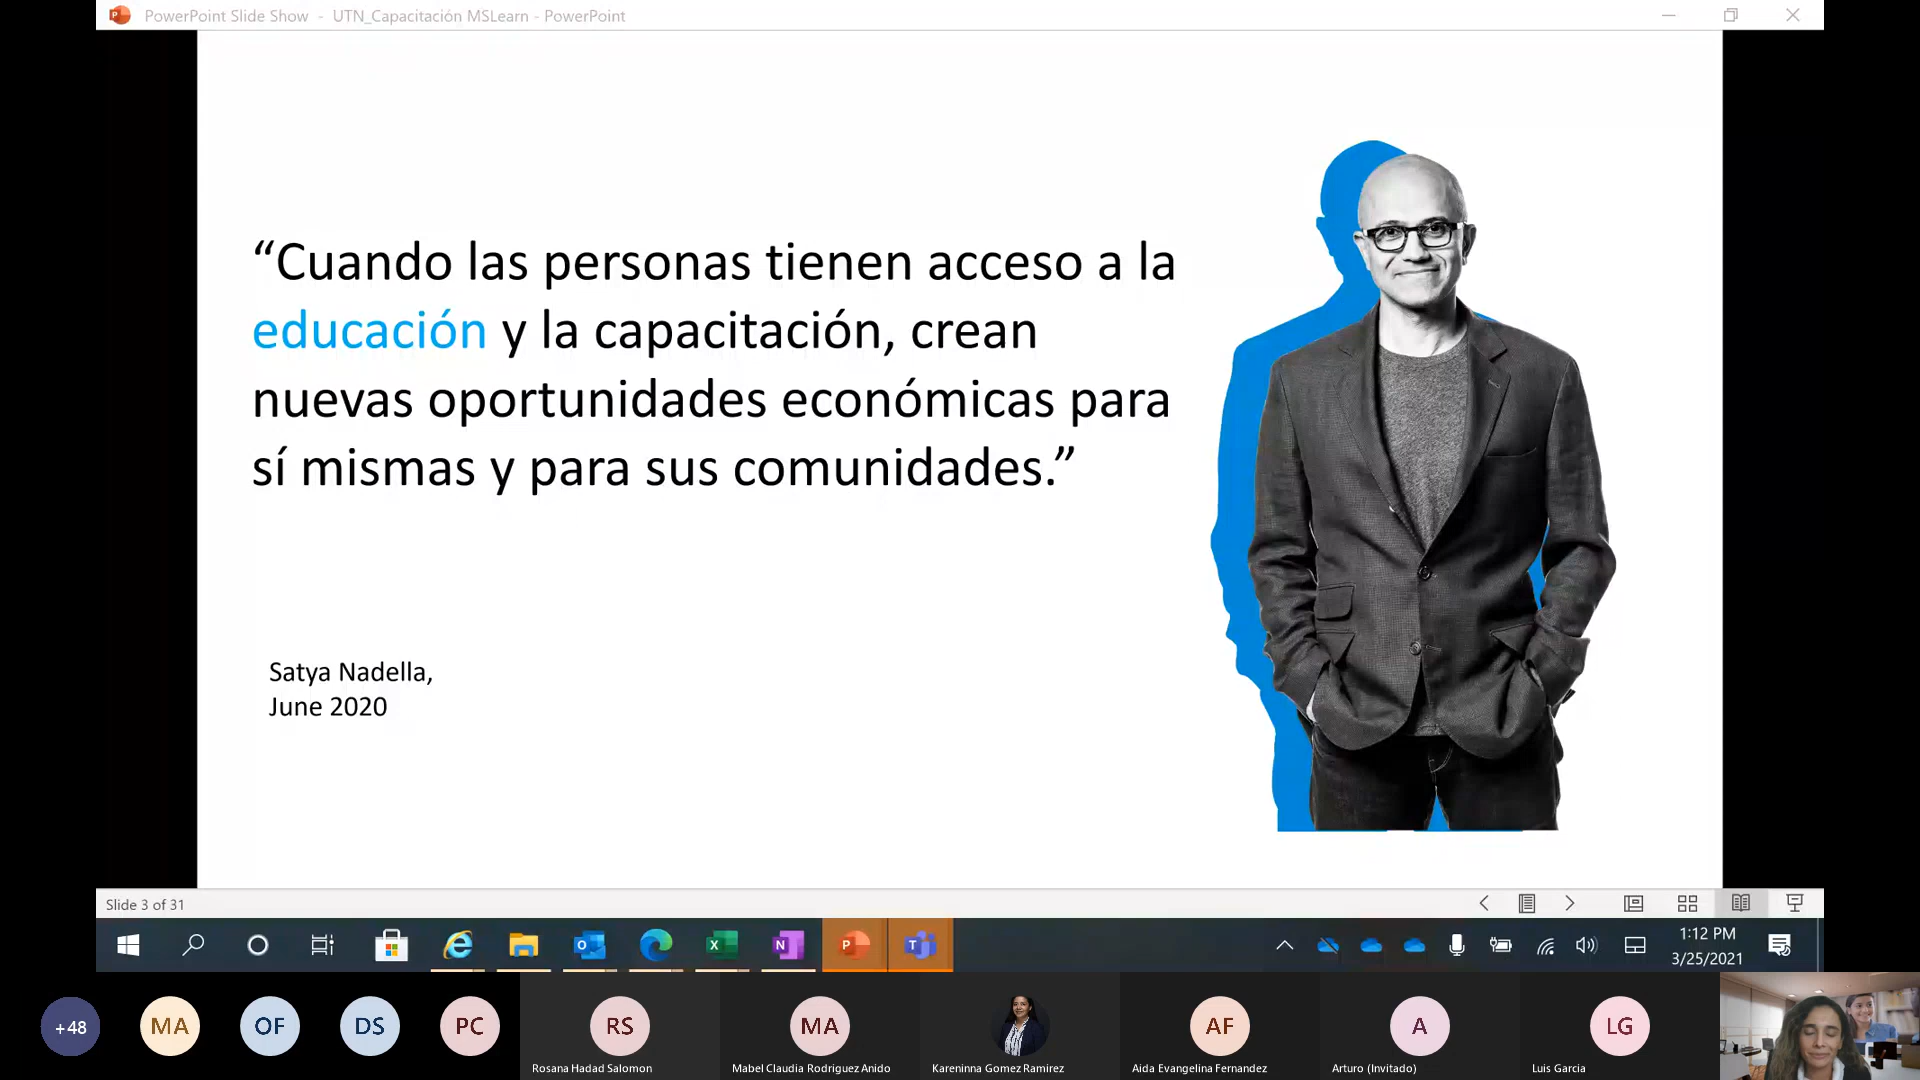 PowerPoint Slide Show - UTN_Capacitación MSLearn - PowerPoint
“Cuando las personas tienen acceso a la
educación y la capacitación, crean
nuevas oportunidades económicas para
sí mismas y para sus comunidades.”
Satya Nadella,
June 2020
Slide 3 of 31
1:12 PM
3/25/2021
+48
MA
OF
DS
PC
RS
Rosana Hadad Salomon
MA
Mabel Claudia Rodriguez Anido
Kareninna Gomez Ramirez
AF
Aida Evangelina Fernandez
A
Arturo (Invitado)
LG
Luis Garcia